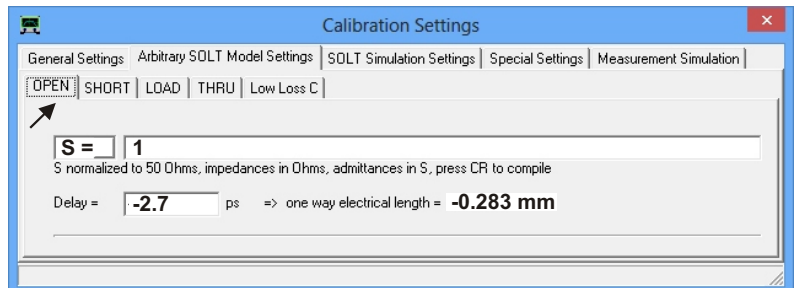 Calibration Settings
General Settings Arbitrary SOLT Model Settings SOLT Simulation Settings Special Settings Measurement Simulation
OPEN SHORT LOAD THRU Low Loss C
S = 1
S normalized to 50 Ohms, impedances in Ohms, admittances in S, press CR to compile
Delay = -2.7 ps => one way electrical length = -0.283 mm